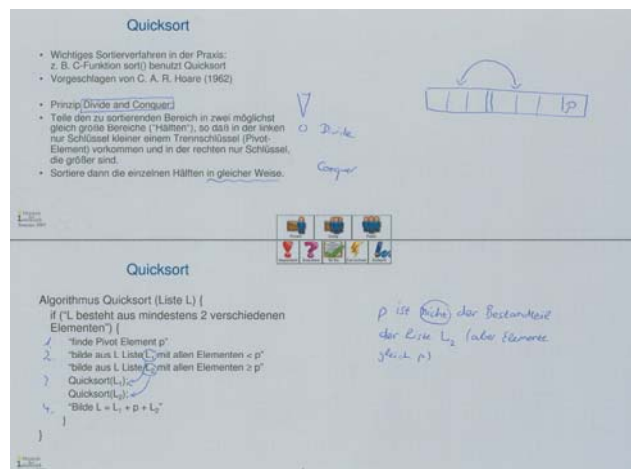 Quicksort
• Wichtiges Sortierverfahren in der Praxis:
z. B. C-Funktion sort() benutzt Quicksort
• Vorgeschlagen von C. A. R. Hoare (1962)
• Prinzip Divide and Conquer:
• Teile den zu sortierenden Bereich in zwei möglichst
gleich große Bereiche ("Hälften"), so daß in der linken
nur Schlüssel kleiner einem Trennschlüssel (Pivot-
Element) vorkommen und in der rechten nur Schlüssel,
die größer sind.
• Sortiere dann die einzelnen Hälften in gleicher Weise.
Divide
Conquer
p
Quicksort
Algorithmus Quicksort (Liste L) {
if ("L besteht aus mindestens 2 verschiedenen
Elementen") {
1. "finde Pivot Element p"
2. "bilde aus L Liste L₁ mit allen Elementen < p"
"bilde aus L Liste L₂ mit allen Elementen ≥ p"
3 Quicksort(L₁);
Quicksort(L₂);
4. "Bilde L = L₁ + p + L₂"
}
}
p ist nicht der Bestandteil
der Liste L₂ (aber Elemente
gleich p)